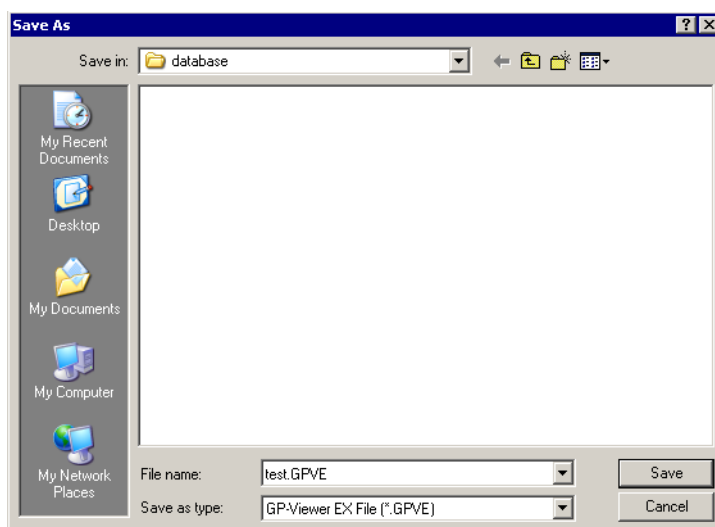 Save As
Save in:
database
My Recent
Documents
Desktop
My Documents
My Computer
My Network
Places
File name:
test.GPVE
Save
Save as type:
GP-Viewer EX File (*.GPVE)
Cancel